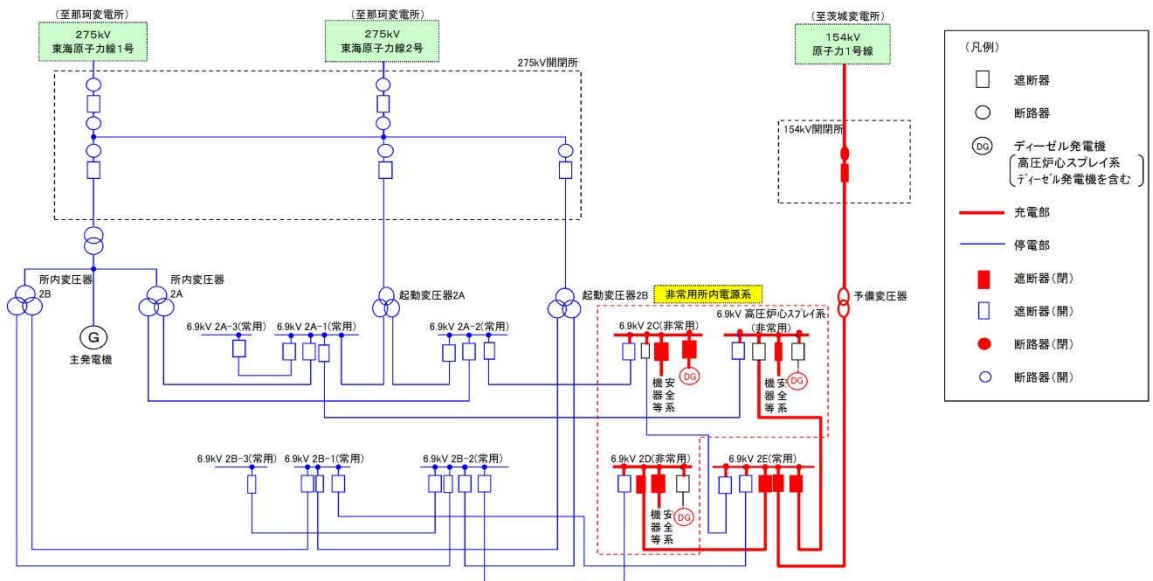 (至那珂変電所)
275kV
東海原子力線1号
(至那珂変電所)
275kV
東海原子力線2号
(至茨城変電所)
154kV
原子力1号線
275kV開閉所
154kV開閉所
(凡例)
遮断器
断路器
DG
ディーゼル発電機
高圧炉心スプレイ系
ディーゼル発電機を含む
充電部
停電部
遮断器(閉)
遮断器(開)
断路器(閉)
断路器(開)
所内変圧器
2B
所内変圧器
2A
起動変圧器2A
起動変圧器2B
非常用所内電源系
予備変圧器
G
主発電機
6.9kV 2A-3(常用)
6.9kV 2A-1(常用)
6.9kV 2A-2(常用)
6.9kV 2C(非常用)
6.9kV 高圧炉心スプレイ系
(非常用)
安全系
機器等
DG
安全系
機器等
DG
6.9kV 2B-3(常用)
6.9kV 2B-1(常用)
6.9kV 2B-2(常用)
6.9kV 2D(非常用)
6.9kV 2E(常用)
安全系
機器等
DG